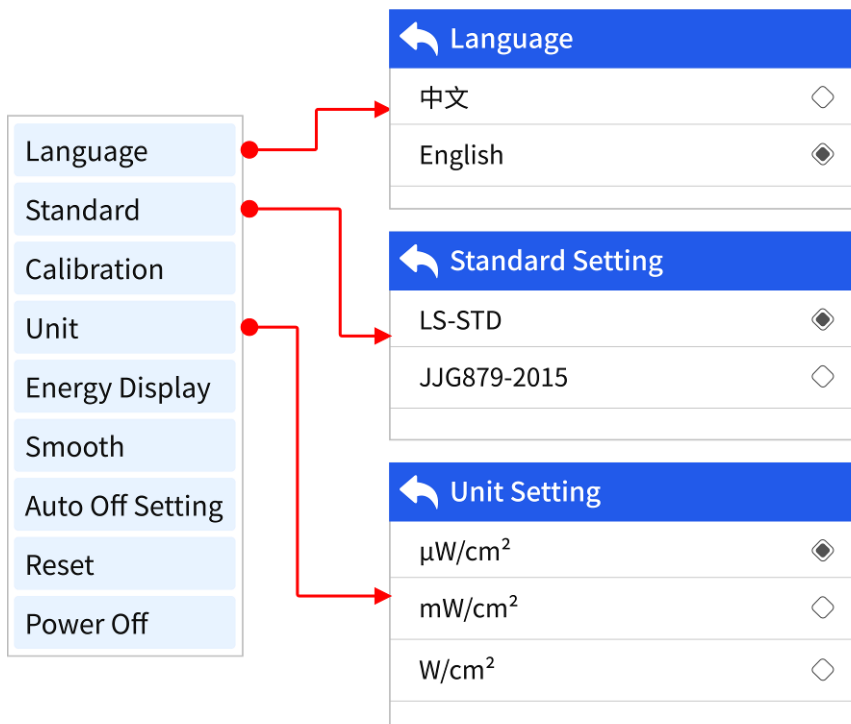 Language
Standard
Calibration
Unit
Energy Display
Smooth
Auto Off Setting
Reset
Power Off
Language
中文
English
Standard Setting
LS-STD
JJG879-2015
Unit Setting
µW/cm²
mW/cm²
W/cm²